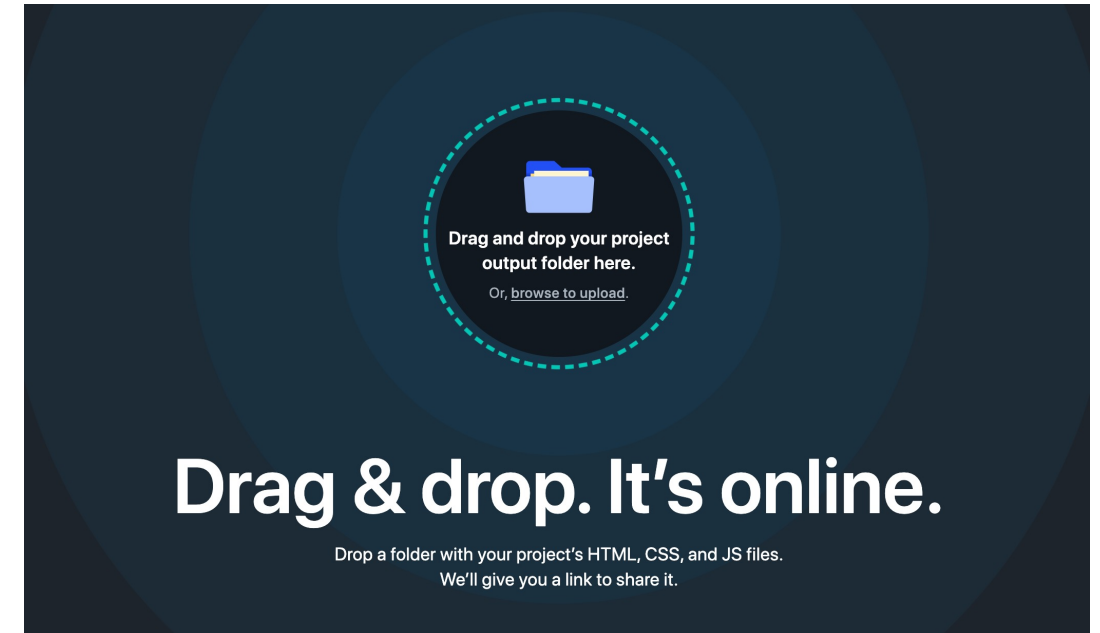 Drag and drop your project
output folder here.
Or, browse to upload.
Drag & drop. It’s online.
Drop a folder with your project’s HTML, CSS, and JS files.
We’ll give you a link to share it.